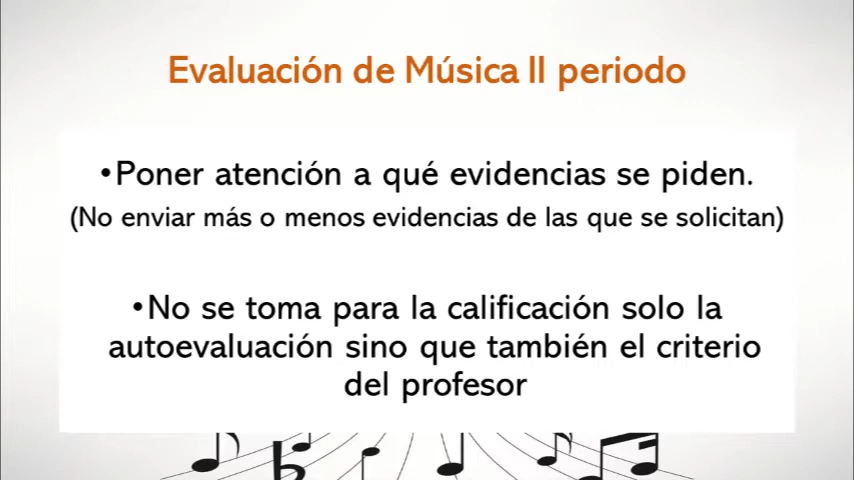 Evaluación de Música II periodo
•Poner atención a qué evidencias se piden.
(No enviar más o menos evidencias de las que se solicitan)
•No se toma para la calificación solo la
autoevaluación sino que también el criterio
del profesor